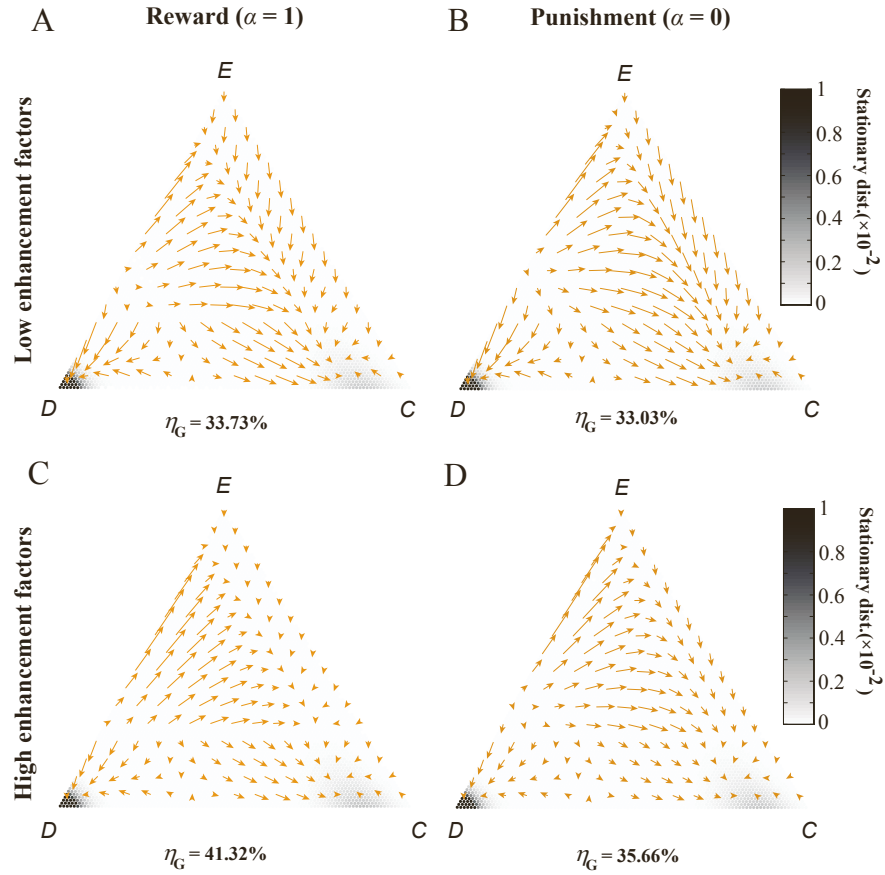 A
Reward (α = 1)
B
Punishment (α = 0)
Low enhancement factors
E
D
C
η_G = 33.73%
E
D
C
η_G = 33.03%
1
0.8
0.6
0.4
0.2
0
Stationary dist.(×10⁻²)
High enhancement factors
C
E
D
C
η_G = 41.32%
D
E
D
C
η_G = 35.66%
1
0.8
0.6
0.4
0.2
0
Stationary dist.(×10⁻²)